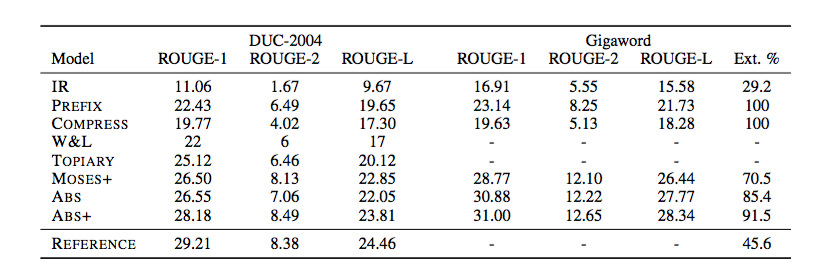 DUC-2004 Gigaword
Model ROUGE-1 ROUGE-2 ROUGE-L ROUGE-1 ROUGE-2 ROUGE-L Ext. %
IR 11.06 1.67 9.67 16.91 5.55 15.58 29.2
PREFIX 22.43 6.49 19.65 23.14 8.25 21.73 100
COMPRESS 19.77 4.02 17.30 19.63 5.13 18.28 100
W&L 22 6 17 - - - -
TOPIARY 25.12 6.46 20.12 - - - -
MOSES+ 26.50 8.13 22.85 28.77 12.10 26.44 70.5
ABS 26.55 7.06 22.05 30.88 12.22 27.77 85.4
ABS+ 28.18 8.49 23.81 31.00 12.65 28.34 91.5
REFERENCE 29.21 8.38 24.46 - - - 45.6